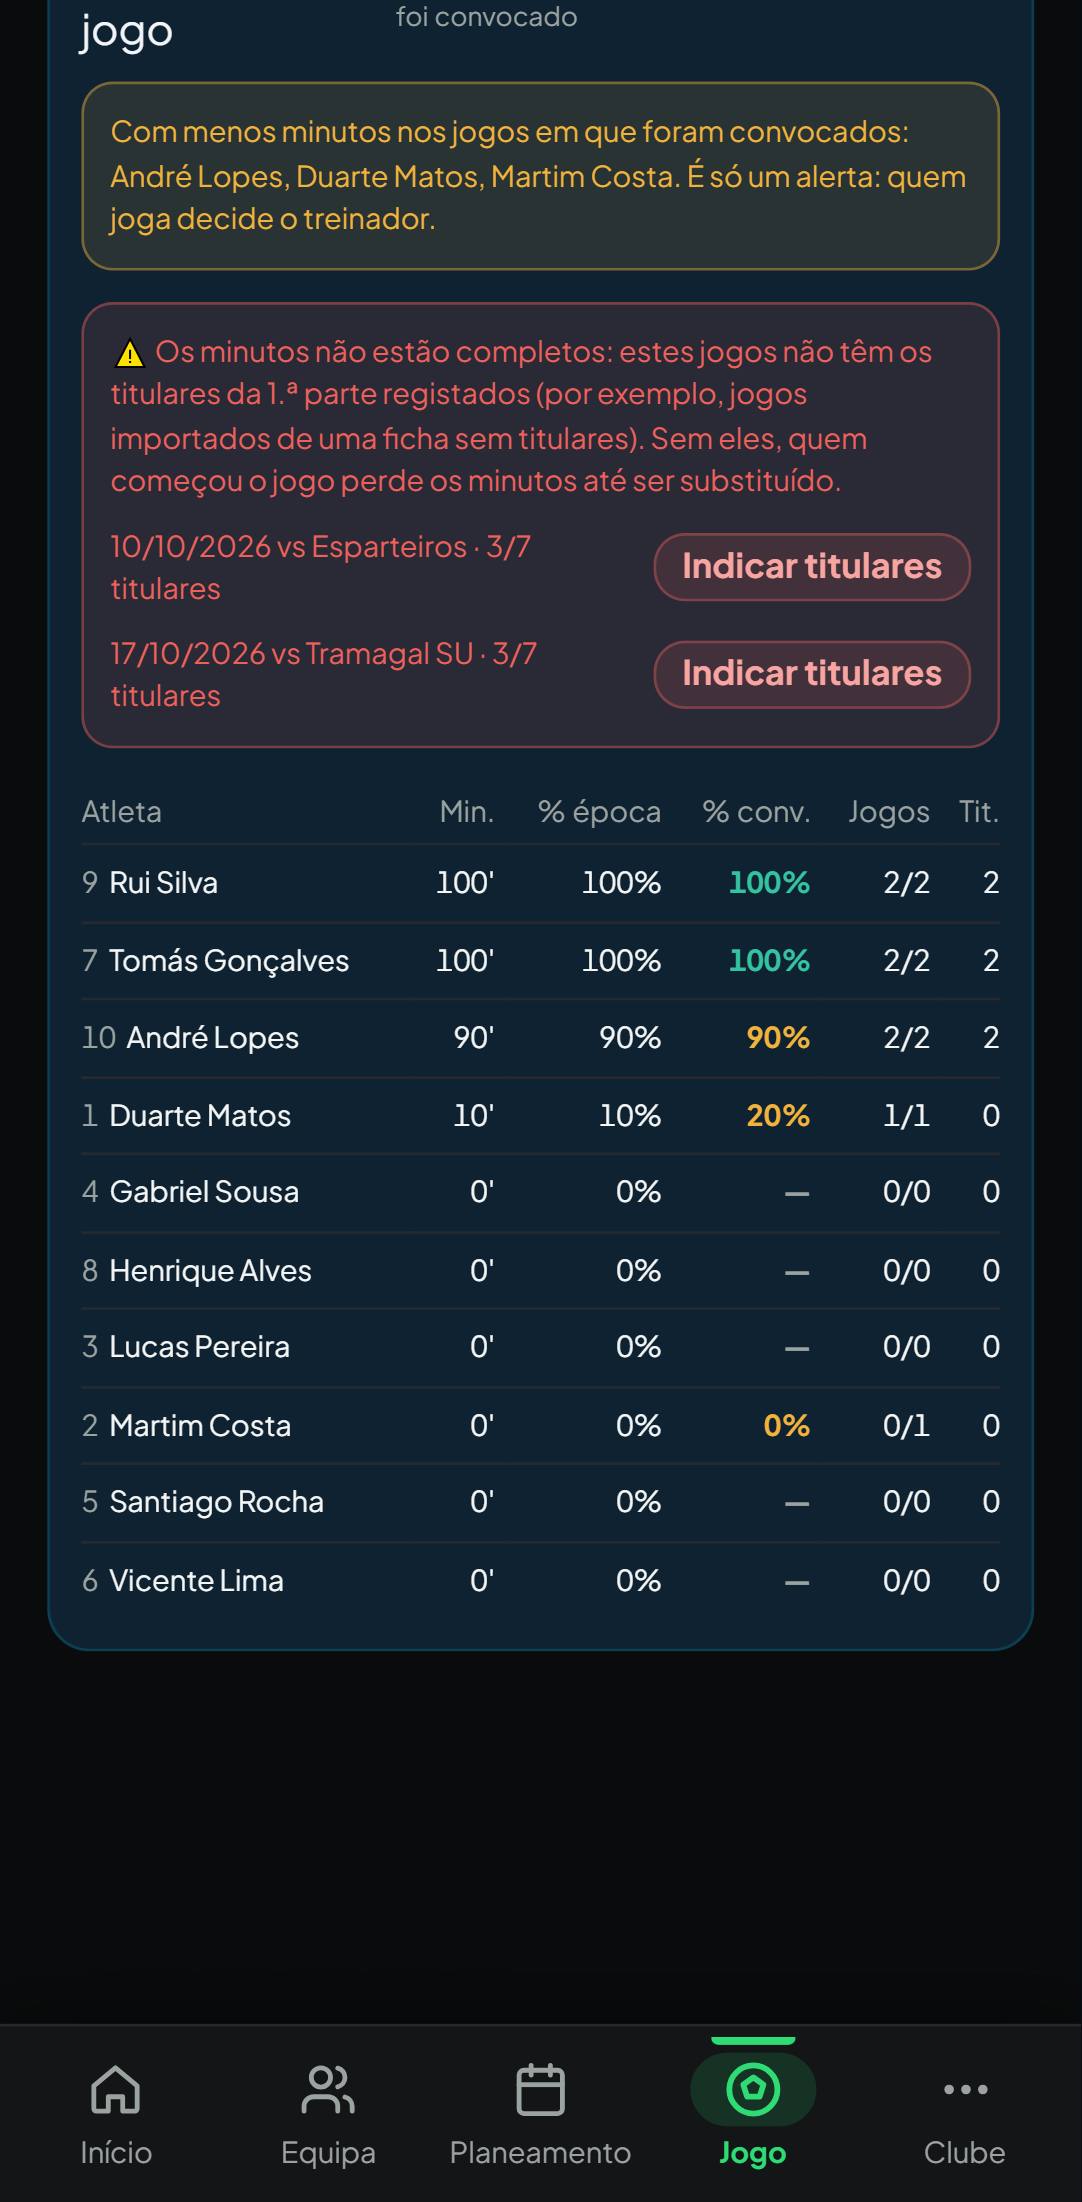 jogo
foi convocado
Com menos minutos nos jogos em que foram convocados:
André Lopes, Duarte Matos, Martim Costa. É só um alerta: quem
joga decide o treinador.
⚠️ Os minutos não estão completos: estes jogos não têm os
titulares da 1.ª parte registados (por exemplo, jogos
importados de uma ficha sem titulares). Sem eles, quem
começou o jogo perde os minutos até ser substituído.
10/10/2026 vs Esparteiros · 3/7
titulares
Indicar titulares
17/10/2026 vs Tramagal SU · 3/7
titulares
Indicar titulares
Atleta Min. % época % conv. Jogos Tit.
9 Rui Silva 100' 100% 100% 2/2 2
7 Tomás Gonçalves 100' 100% 100% 2/2 2
10 André Lopes 90' 90% 90% 2/2 2
1 Duarte Matos 10' 10% 20% 1/1 0
4 Gabriel Sousa 0' 0% — 0/0 0
8 Henrique Alves 0' 0% — 0/0 0
3 Lucas Pereira 0' 0% — 0/0 0
2 Martim Costa 0' 0% 0% 0/1 0
5 Santiago Rocha 0' 0% — 0/0 0
6 Vicente Lima 0' 0% — 0/0 0
Início Equipa Planeamento Jogo Clube